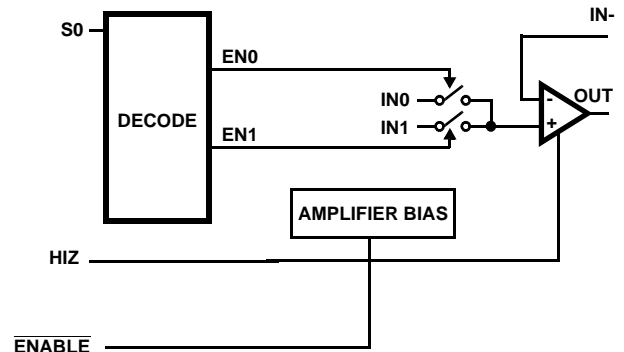 IN-
S0
EN0
IN0
OUT
-
DECODE
IN1
+
EN1
AMPLIFIER BIAS
HIZ
ENABLE